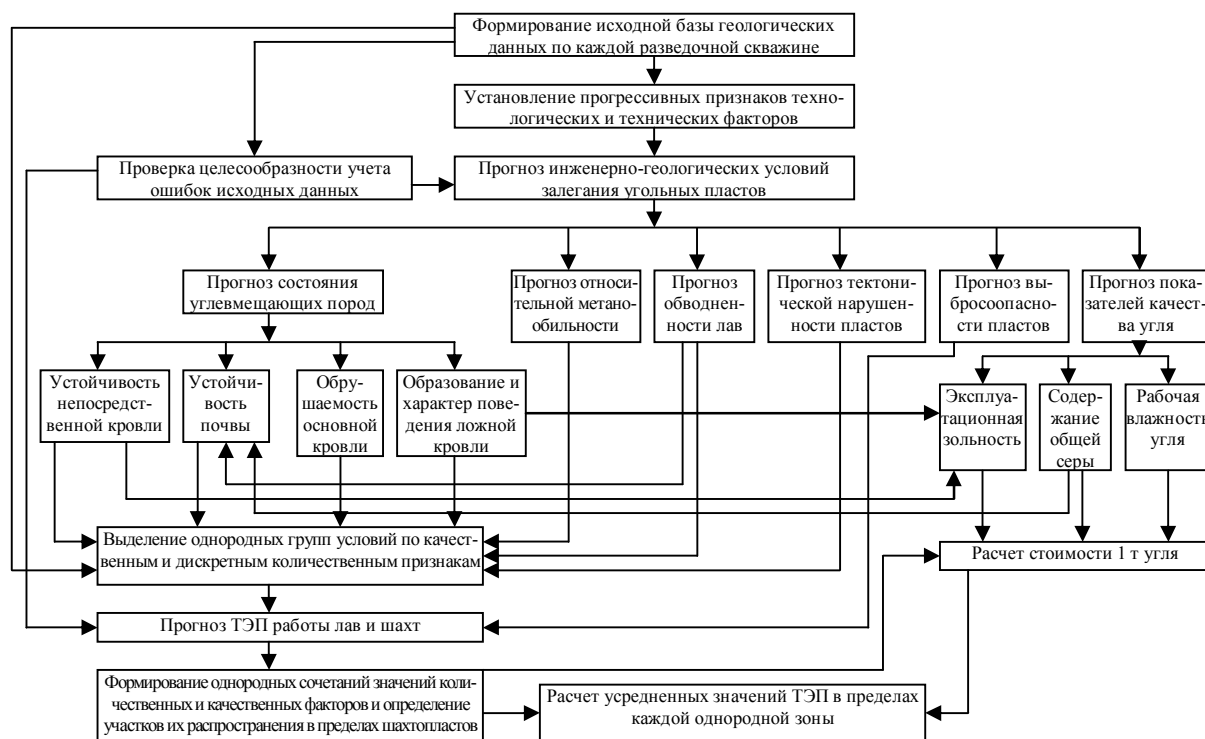 Формирование исходной базы геологических
данных по каждой разведочной скважине
Установление прогрессивных признаков техно-
логических и технических факторов
Проверка целесообразности учета
ошибок исходных данных
Прогноз инженерно-геологических условий
залегания угольных пластов
Прогноз состояния
углевмещающих пород
Прогноз относи-
тельной метано-
обильности
Прогноз
обводнен-
ности лав
Прогноз тектони-
ческой нарушен-
ности пластов
Прогноз вы-
бросоопас-
ности пластов
Прогноз пока-
зателей качест-
ва угля
Устойчивость
непосредст-
венной кровли
Устойчи-
вость
почвы
Обру-
шаемость
основной
кровли
Образование и
характер пове-
дения ложной
кровли
Эксплуа-
тационная
зольность
Содер-
жание
общей
серы
Рабочая
влажность
угля
Выделение однородных групп условий по качест-
венным и дискретным количественным признакам
Расчет стоимости 1 т угля
Прогноз ТЭП работы лав и шахт
Формирование однородных сочетаний значений коли-
чественных и качественных факторов и определение
участков их распространения в пределах шахтопластов
Расчет усредненных значений ТЭП в пределах
каждой однородной зоны